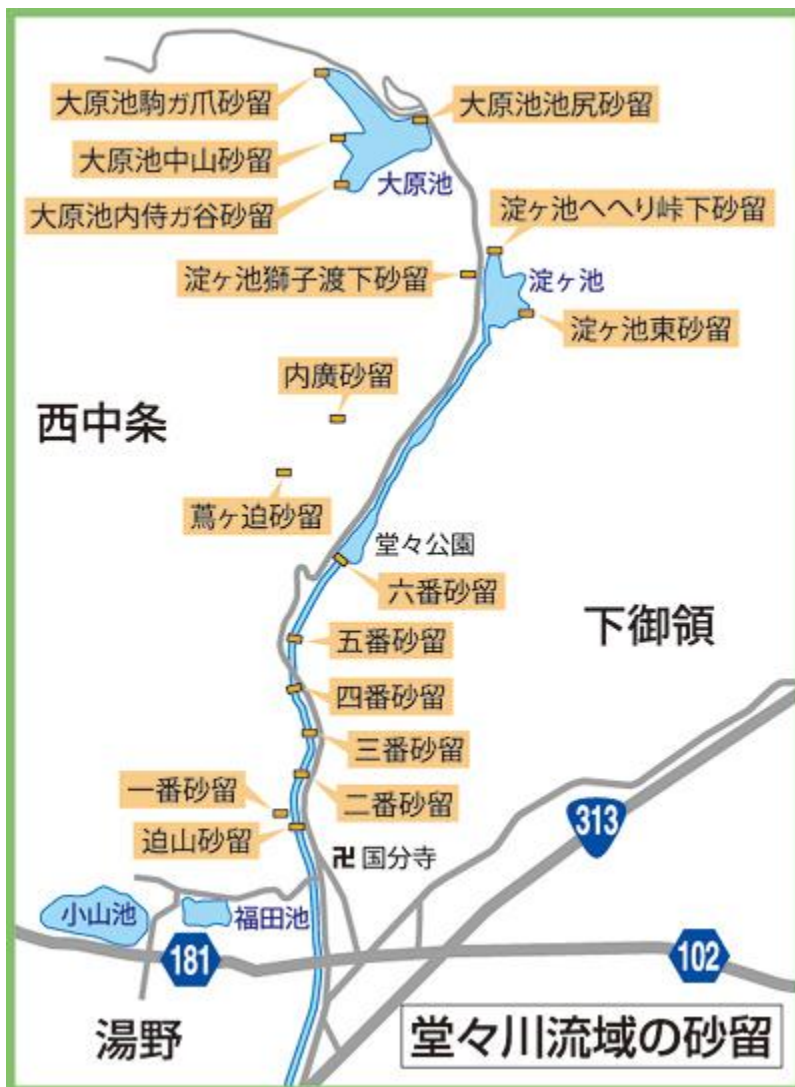 大原池駒ガ爪砂留
大原池池尻砂留
大原池中山砂留
大原池
大原池内侍ガ谷砂留
淀ヶ池へへり峠下砂留
淀ヶ池獅子渡下砂留
淀ヶ池
淀ヶ池東砂留
内廣砂留
西中条
蔦ヶ迫砂留
堂々公園
六番砂留
下御領
五番砂留
四番砂留
三番砂留
一番砂留
二番砂留
313
迫山砂留
卍国分寺
小山池
福田池
181
102
湯野
堂々川流域の砂留